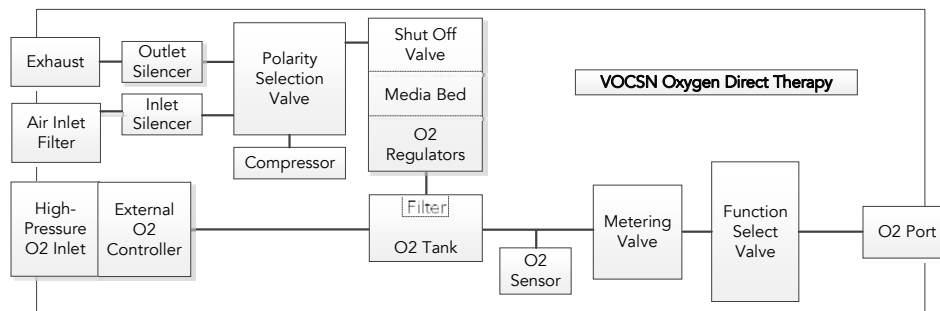 Exhaust
Outlet
Silencer
Polarity
Selection
Valve
Shut Off
Valve
VOCSN Oxygen Direct Therapy
Media Bed
Air Inlet
Filter
Inlet
Silencer
Compressor
O2
Regulators
High-
Pressure
O2 Inlet
External
O2
Controller
Filter
O2 Tank
O2
Sensor
Metering
Valve
Function
Select
Valve
O2 Port